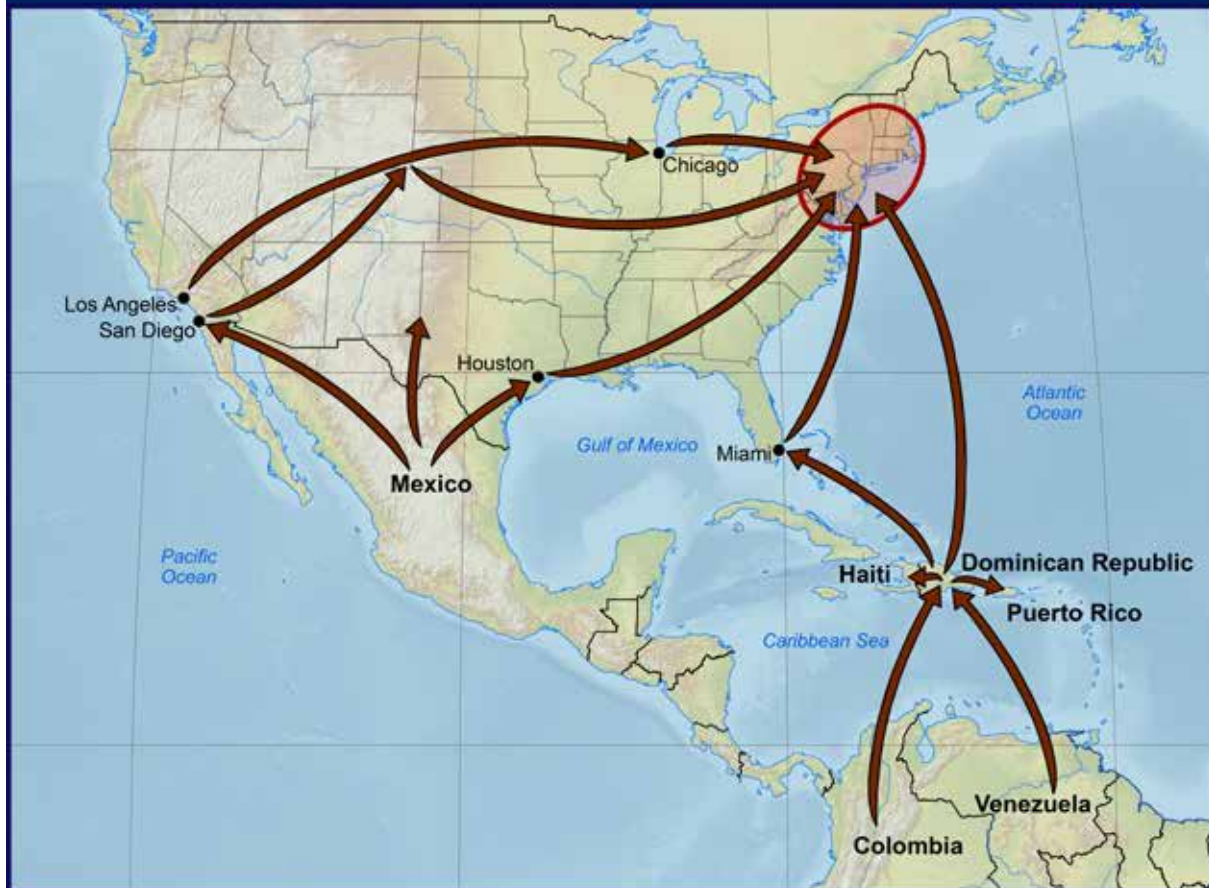 Chicago
Los Angeles
San Diego
Houston
Atlantic
Ocean
Gulf of Mexico
Miami
Mexico
Pacific
Ocean
Dominican Republic
Haiti
Puerto Rico
Caribbean Sea
Venezuela
Colombia